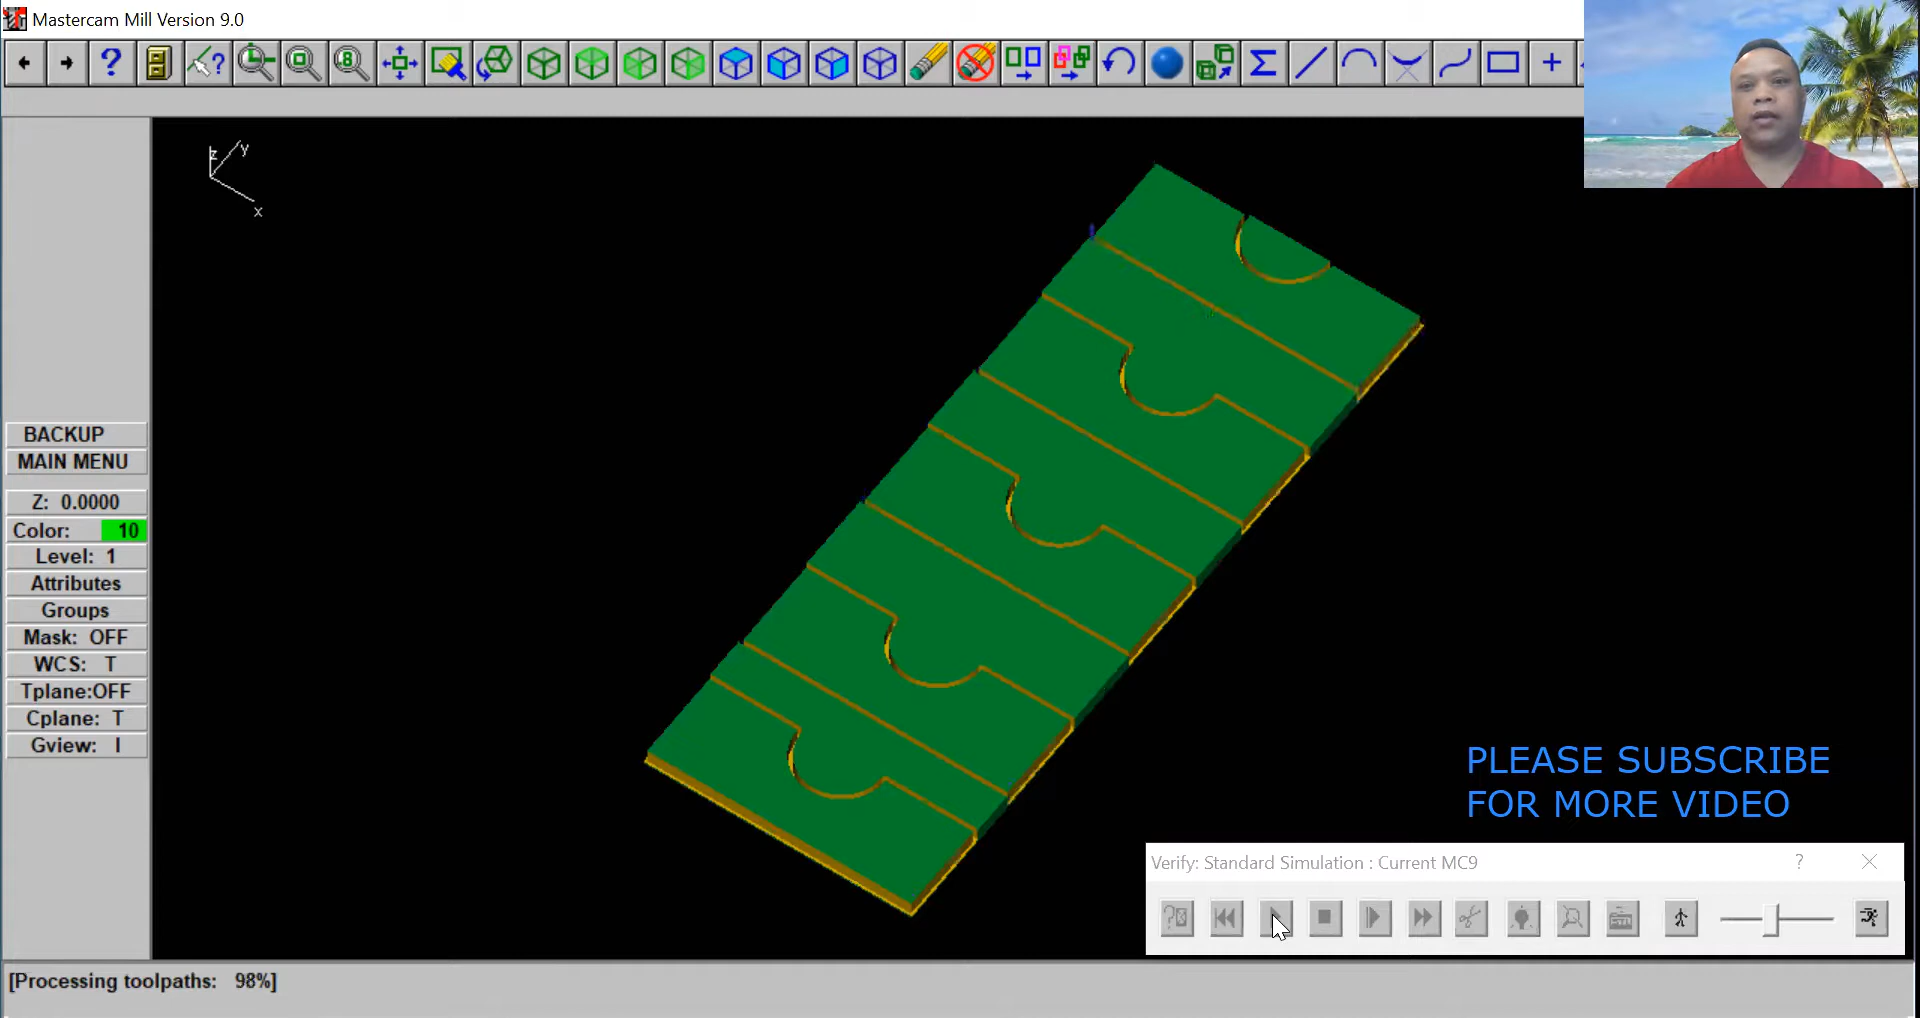 Mastercam Mill Version 9.0
?
?
8
z
y
x
BACKUP
MAIN MENU
Z: 0.0000
Color: 10
Level: 1
Attributes
Groups
Mask: OFF
WCS: T
Tplane:OFF
Cplane: T
Gview: I
PLEASE SUBSCRIBE
FOR MORE VIDEO
Verify: Standard Simulation : Current MC9
?
[Processing toolpaths: 98%]